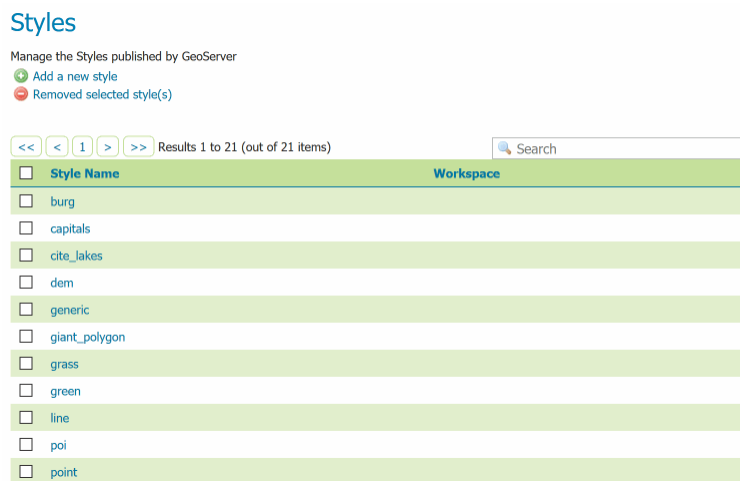 Styles
Manage the Styles published by GeoServer
Add a new style
Removed selected style(s)
<< < 1 > >> Results 1 to 21 (out of 21 items) Search
Style Name Workspace
burg
capitals
cite_lakes
dem
generic
giant_polygon
grass
green
line
poi
point